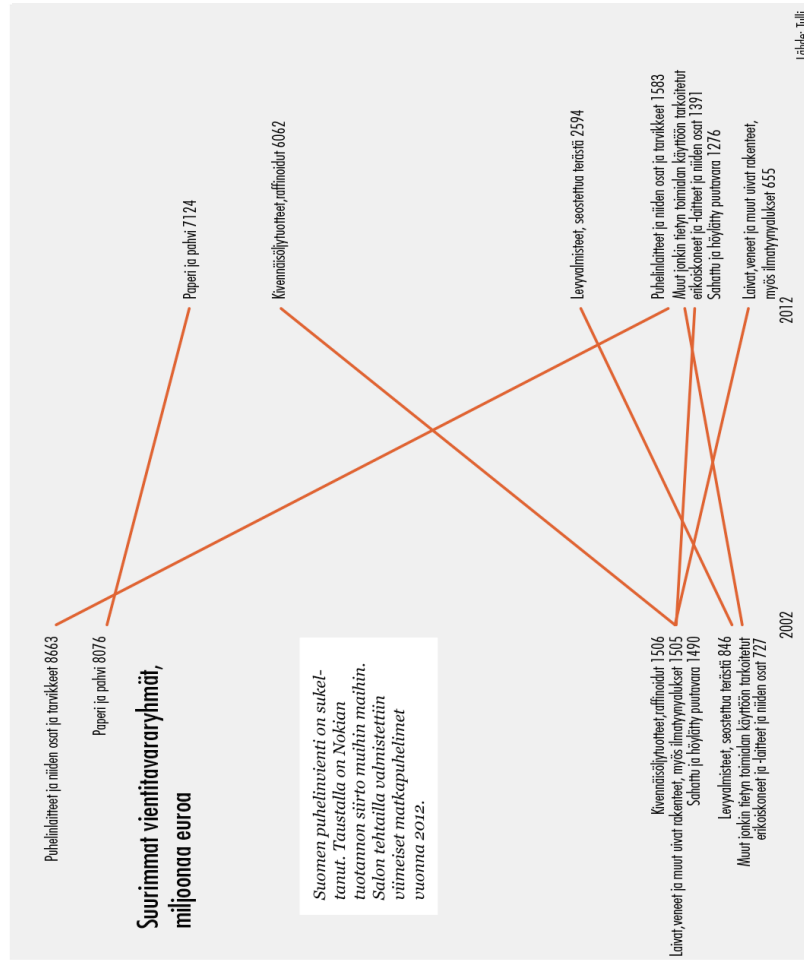 Suurimmat vientitavararyhmät,
miljoonaa euroa
Puhelinlaitteet ja niiden osat ja tarvikkeet 8663
Paperi ja pahvi 8076
Suomen puhelinvienti on sukel-
tanut. Taustalla on Nokian
tuotannon siirto muihin maihin.
Salon tehtailla valmistettiin
viimeiset matkapuhelimet
vuonna 2012.
Kivennäisöljytuotteet,raffinoidut 1506
Laivat,veneet ja muut uivat rakenteet, myös ilmatyynyalukset 1505
Sahattu ja höylätty puutavara 1490
Levyvalmisteet, seostettua terästä 846
Muut jonkin tietyn toimialan käyttöön tarkoitetut
erikoiskoneet ja -laitteet ja niiden osat 727
2002
Paperi ja pahvi 7124
Kivennäisöljytuotteet,raffinoidut 6062
Levyvalmisteet, seostettua terästä 2594
Puhelinlaitteet ja niiden osat ja tarvikkeet 1583
Muut jonkin tietyn toimialan käyttöön tarkoitetut
erikoiskoneet ja -laitteet ja niiden osat 1391
Sahattu ja höylätty puutavara 1276
Laivat,veneet ja muut uivat rakenteet,
myös ilmatyynyalukset 655
2012
Lähde: Tulli